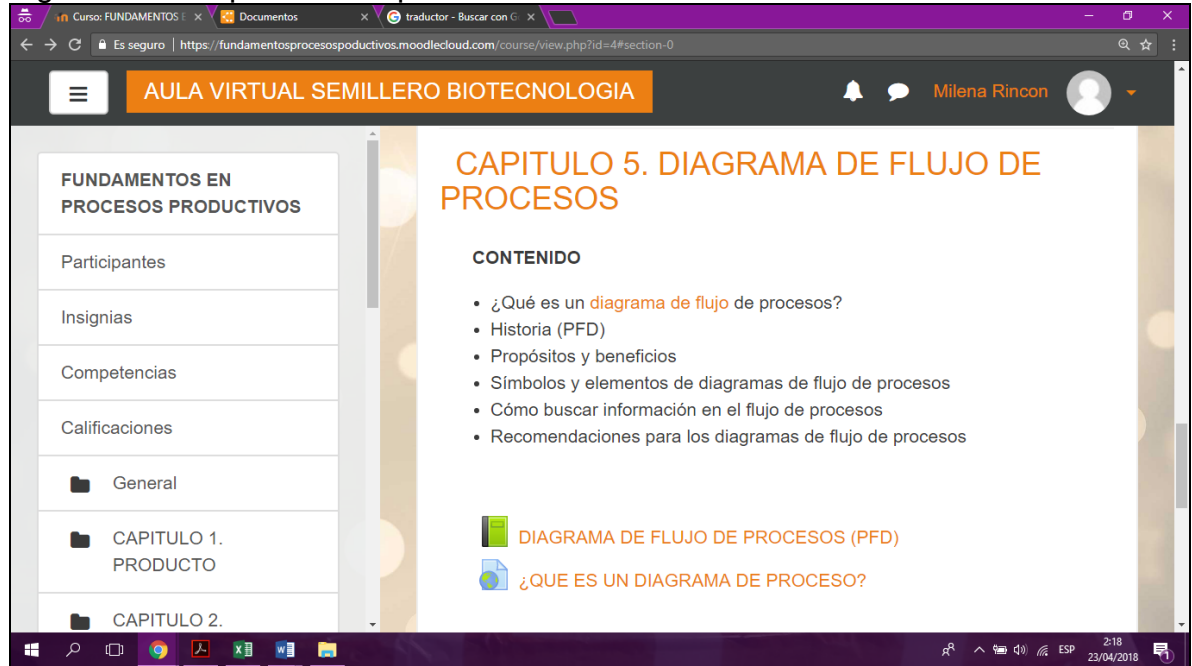 Curso: FUNDAMENTOS E
Documentos
traductor - Buscar con G
Es seguro | https://fundamentosprocesospoductivos.moodlecloud.com/course/view.php?id=4#section-0
AULA VIRTUAL SEMILLERO BIOTECNOLOGIA
Milena Rincon
FUNDAMENTOS EN
PROCESOS PRODUCTIVOS
Participantes
Insignias
Competencias
Calificaciones
General
CAPITULO 1.
PRODUCTO
CAPITULO 2.
CAPITULO 5. DIAGRAMA DE FLUJO DE
PROCESOS
CONTENIDO
• ¿Qué es un diagrama de flujo de procesos?
• Historia (PFD)
• Propósitos y beneficios
• Símbolos y elementos de diagramas de flujo de procesos
• Cómo buscar información en el flujo de procesos
• Recomendaciones para los diagramas de flujo de procesos
DIAGRAMA DE FLUJO DE PROCESOS (PFD)
¿QUE ES UN DIAGRAMA DE PROCESO?
ESP
2:18
23/04/2018
1